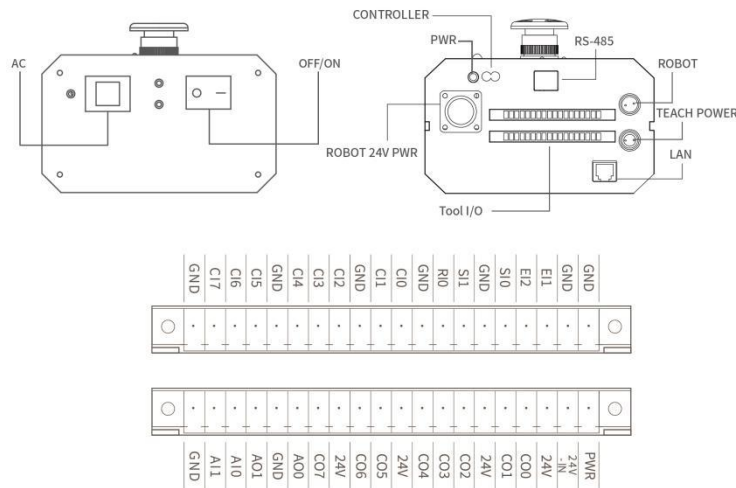 CONTROLLER
PWR
RS-485
AC
OFF/ON
ROBOT
TEACH POWER
ROBOT 24V PWR
LAN
Tool I/O
GND CI7 CI6 CI5 GND CI4 CI3 CI2 GND CI1 CI0 GND RI0 SI1 GND SI0 EI2 EI1 GND GND
GND AI1 AI0 AO1 GND AO0 CO7 24V CO6 CO5 24V CO4 CO3 CO2 24V CO1 CO0 24V 24V -IN PWR